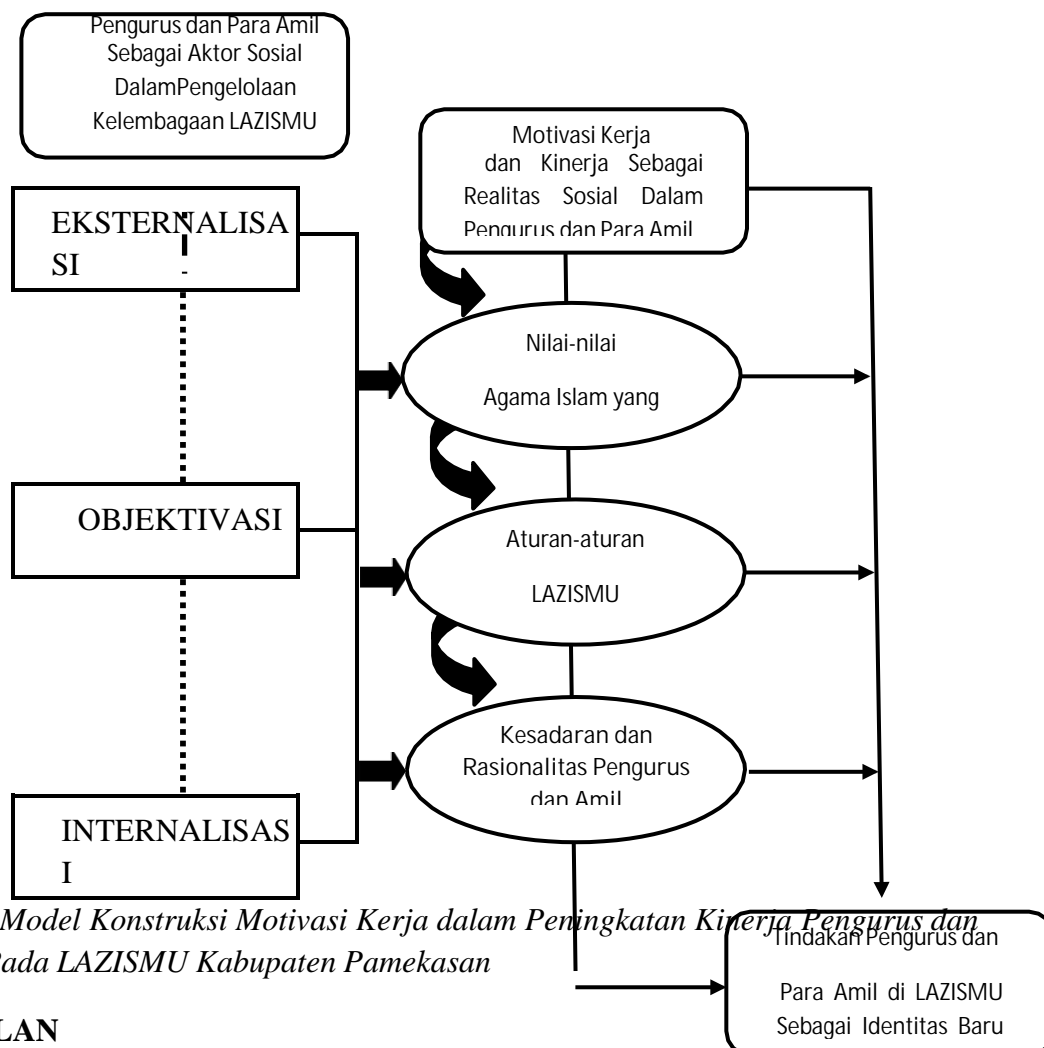 Pengurus dan Para Amil
Sebagai Aktor Sosial
DalamPengelolaan
Kelembagaan LAZISMU
Motivasi Kerja
dan Kinerja Sebagai
Realitas Sosial Dalam
Pengurus dan Para Amil
EKSTERNALISA
SI
Nilai-nilai
Agama Islam yang
OBJEKTIVASI
Aturan-aturan
LAZISMU
Kesadaran dan
Rasionalitas Pengurus
dan Amil
INTERNALISAS
I
Model Konstruksi Motivasi Kerja dalam Peningkatan Kinerja Pengurus dan
Pada LAZISMU Kabupaten Pamekasan
Tindakan Pengurus dan
Para Amil di LAZISMU
Sebagai Identitas Baru
LAN